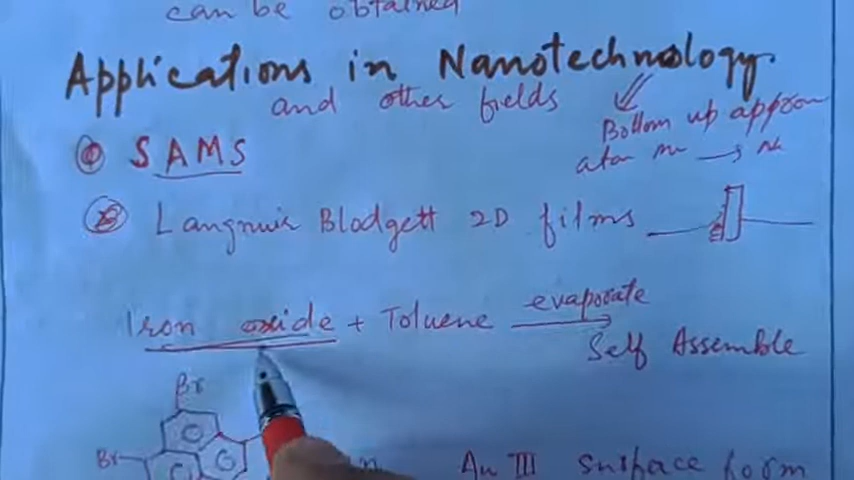 can be obtained
Applications in Nanotechnology
and other fields
Bottom up
SAMS
Langmuir Blodgett 2D films
Iron oxide + Toluene evaporate
Self Assemble
Br
Br
Au III surface form